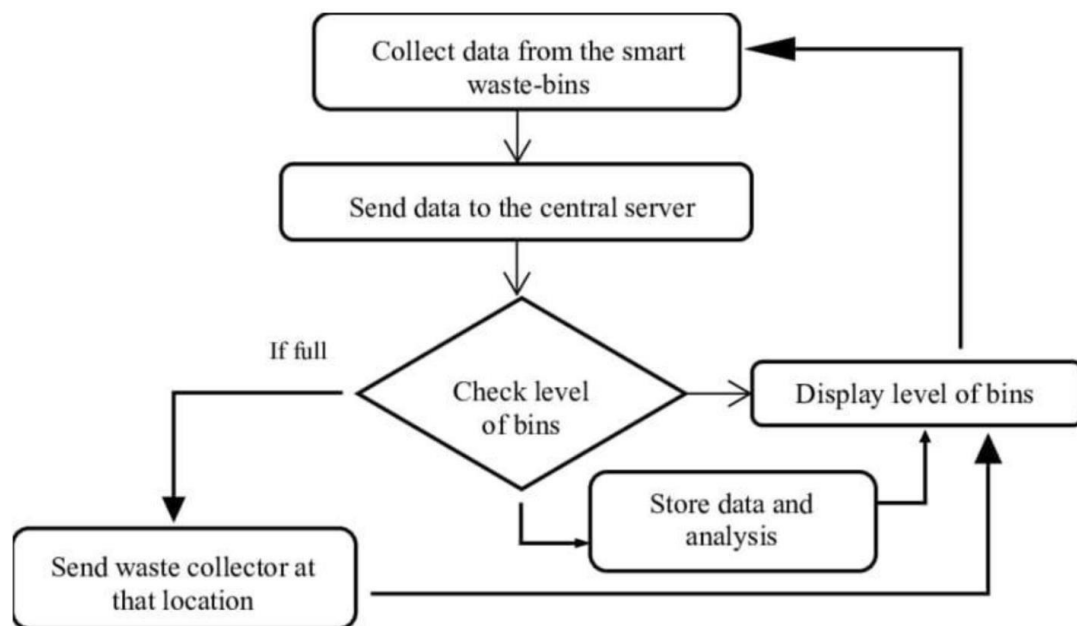 Collect data from the smart
waste-bins
Send data to the central server
If full
Check level
of bins
Display level of bins
Store data and
analysis
Send waste collector at
that location